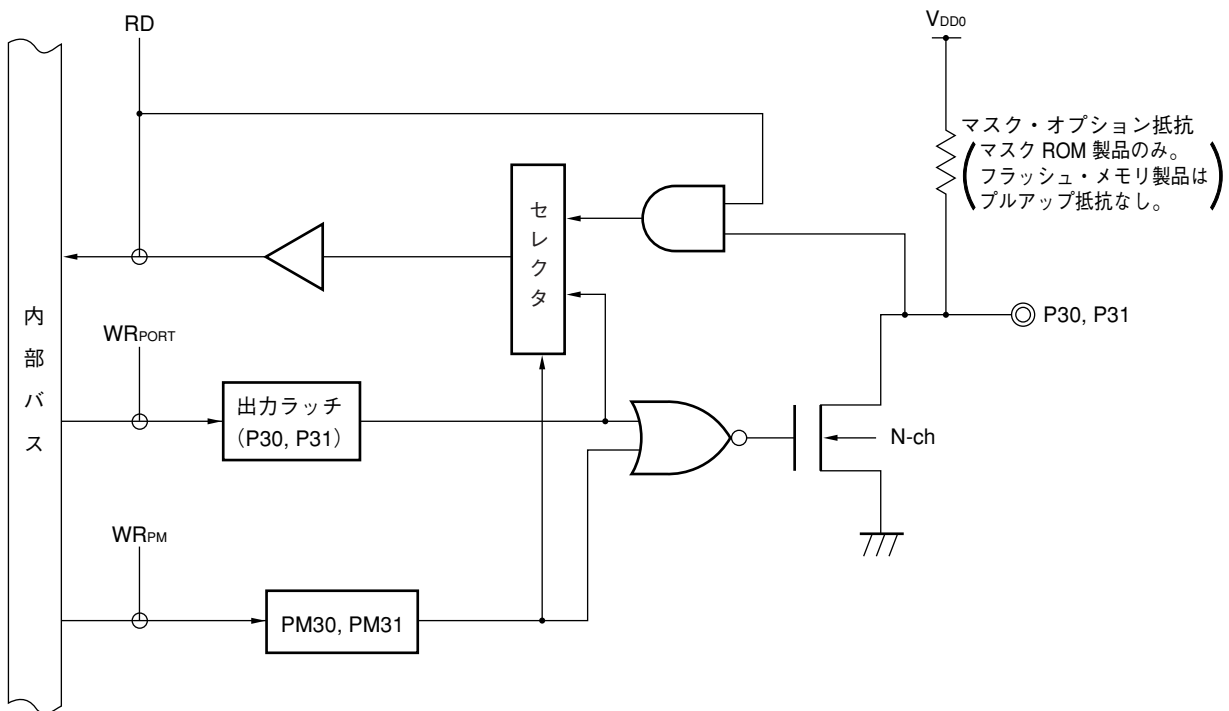 RD
VDD0
マスク・オプション抵抗
マスク ROM 製品のみ。
フラッシュ・メモリ製品は
プルアップ抵抗なし。
セレクタ
内部バス
P30, P31
WRPORT
出力ラッチ
(P30, P31)
N-ch
WRPM
PM30, PM31